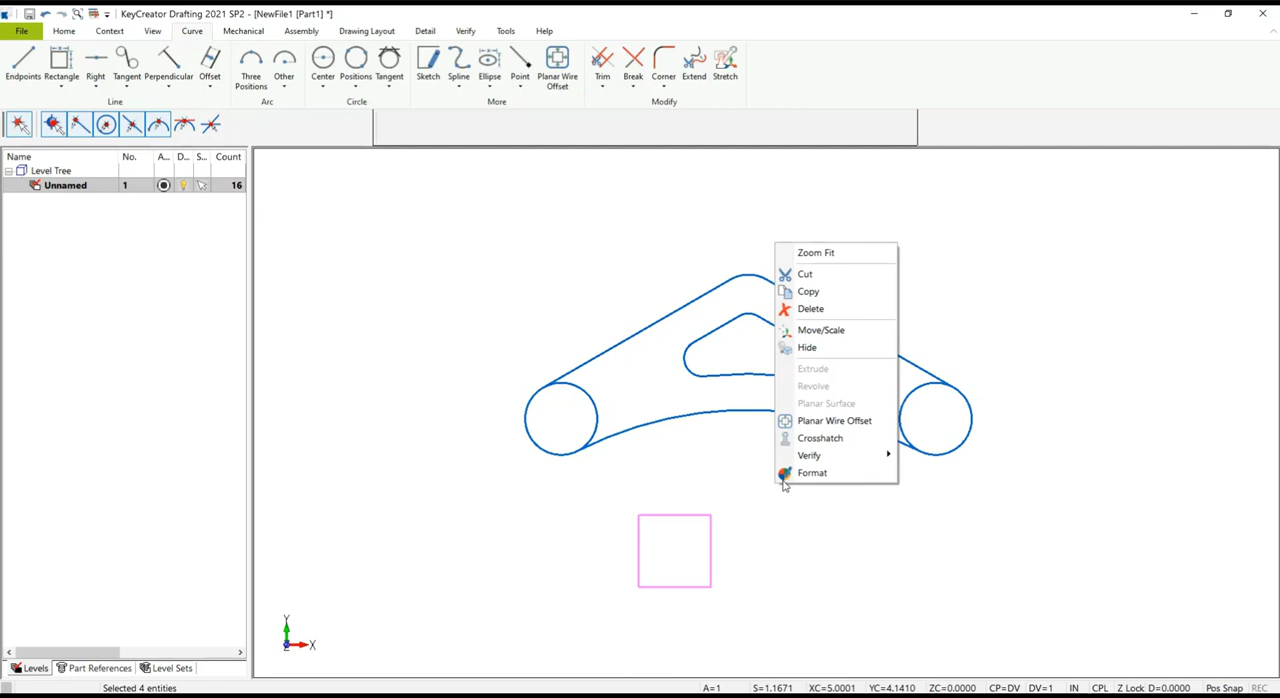 KeyCreator Drafting 2021 SP2 - [NewFile1 [Part1] *]
File Home Context Curve Mechanical Assembly Drawing Layout Detail Verify Tools Help
Endpoints Rectangle Right Tangent Perpendicular Offset Three Positions Other Center Positions Tangent Sketch Spline Ellipse Point Planar Wire Offset Trim Break Corner Extend Stretch
Line Arc Circle More Modify
Name No. A... D... S... Count
Level Tree
Unnamed 1 16
Zoom Fit
Cut
Copy
Delete
Move/Scale
Hide
Extrude
Revolve
Planar Surface
Planar Wire Offset
Crosshatch
Verify
Format
Y
Z X
Levels Part References Level Sets
Selected 4 entities A=1 S=1.1671 XC=5.0001 YC=4.1410 ZC=0.0000 CP=DV DV=1 IN CPL Z Lock D=0.0000 Pos Snap REC